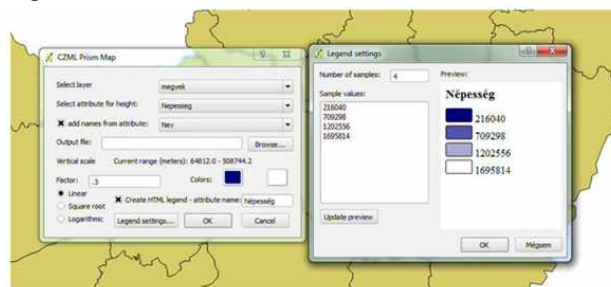 CZML Prism Map
Select layer
megyek
Select attribute for height:
Nepesseg
add names from attribute:
Nev
Output file:
Browse...
Vertical scale
Current range (meters): 64812.0 - 508744.2
Factor:
.3
Colors:
Linear
Square root
Logarithmic
Create HTML legend - attribute name:
Népesség
Legend settings...
OK
Cancel
Legend settings
Number of samples:
4
Sample values:
216040
709298
1202556
1695814
Update preview
Preview:
Népesség
216040
709298
1202556
1695814
OK
Mégsem